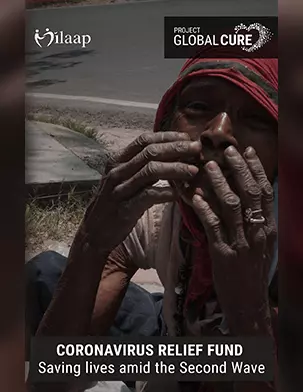 Milaap
PROJECT
GLOBAL CURE
CORONAVIRUS RELIEF FUND
Saving lives amid the Second Wave